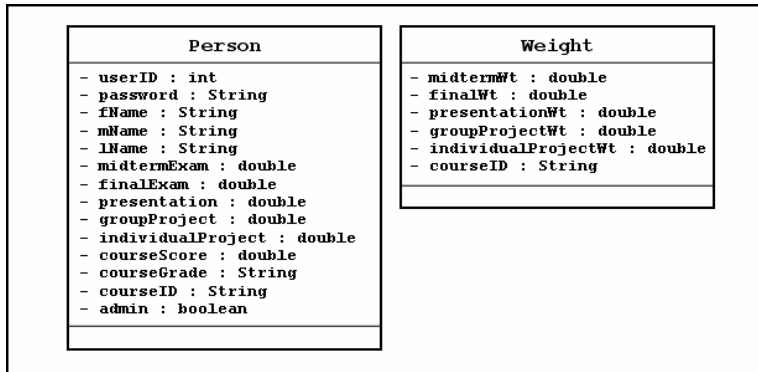 Person
- userID : int
- password : String
- fName : String
- mName : String
- lName : String
- midtermExam : double
- finalExam : double
- presentation : double
- groupProject : double
- individualProject : double
- courseScore : double
- courseGrade : String
- courseID : String
- admin : boolean
Weight
- midtermWt : double
- finalWt : double
- presentationWt : double
- groupProjectWt : double
- individualProjectWt : double
- courseID : String